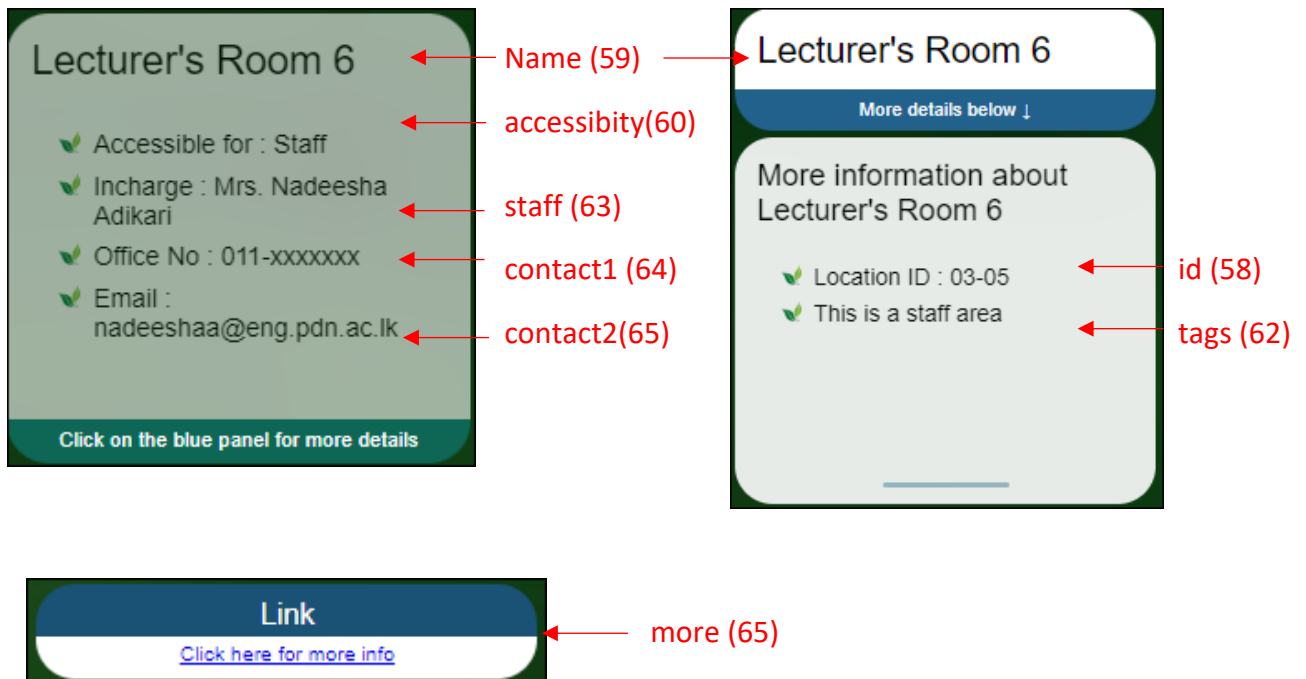 Lecturer's Room 6
Accessible for : Staff
Incharge : Mrs. Nadeesha
Adikari
Office No : 011-xxxxxxx
Email :
nadeeshaa@eng.pdn.ac.lk
Click on the blue panel for more details
Name (59)
accessibity(60)
staff (63)
contact1 (64)
contact2(65)
Lecturer's Room 6
More details below ↓
More information about
Lecturer's Room 6
Location ID : 03-05
This is a staff area
id (58)
tags (62)
Link
Click here for more info
more (65)